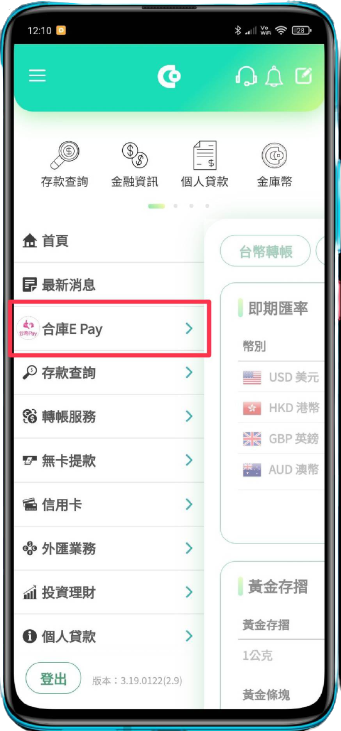 12:10
28
存款查詢 金融資訊 個人貸款 金庫幣
首頁
最新消息
合庫E Pay
存款查詢
轉帳服務
無卡提款
信用卡
外匯業務
投資理財
個人貸款
登出 版本：3.19.0122(2.9)
台幣轉帳
即期匯率
幣別
USD 美元
HKD 港幣
GBP 英鎊
AUD 澳幣
黃金存摺
黃金存摺
1公克
黃金條塊